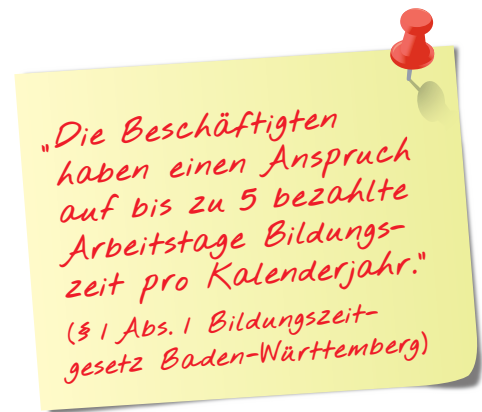 „Die Beschäftigten
haben einen Anspruch
auf bis zu 5 bezahlte
Arbeitstage Bildungs-
zeit pro Kalenderjahr."
(§ 1 Abs. 1 Bildungszeit-
gesetz Baden-Württemberg)